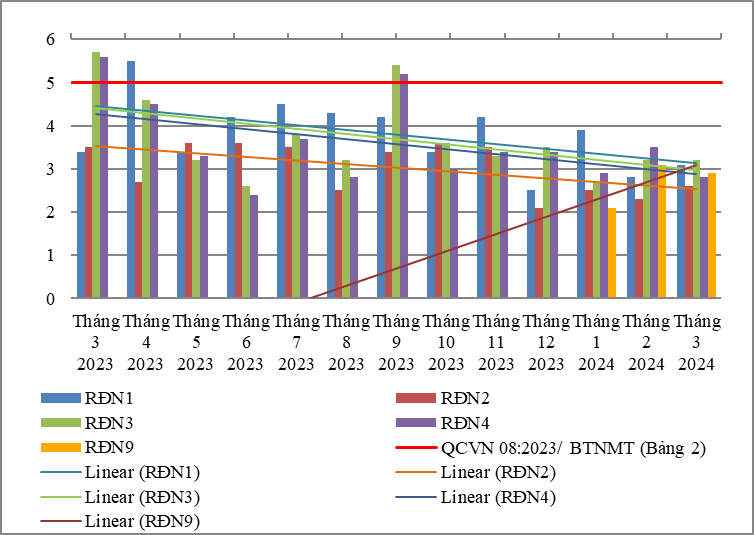 6
5
4
3
2
1
0
Tháng Tháng Tháng Tháng Tháng Tháng Tháng Tháng Tháng Tháng Tháng Tháng Tháng
3 4 5 6 7 8 9 10 11 12 1 2 3
2023 2023 2023 2023 2023 2023 2023 2023 2023 2023 2024 2024 2024
RĐN1 RĐN2
RĐN3 RĐN4
RĐN9 QCVN 08:2023/ BTNMT (Bảng 2)
Linear (RĐN1) Linear (RĐN2)
Linear (RĐN3) Linear (RĐN4)
Linear (RĐN9)